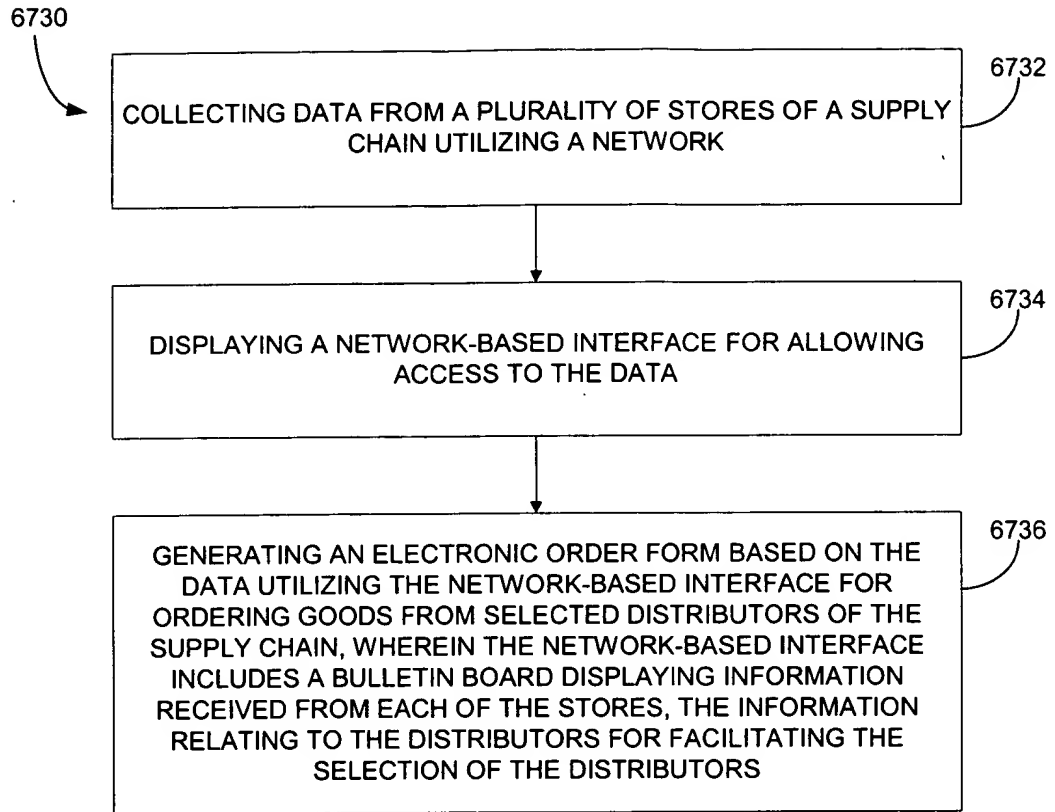 6730
6732
COLLECTING DATA FROM A PLURALITY OF STORES OF A SUPPLY
CHAIN UTILIZING A NETWORK
6734
DISPLAYING A NETWORK-BASED INTERFACE FOR ALLOWING
ACCESS TO THE DATA
6736
GENERATING AN ELECTRONIC ORDER FORM BASED ON THE
DATA UTILIZING THE NETWORK-BASED INTERFACE FOR
ORDERING GOODS FROM SELECTED DISTRIBUTORS OF THE
SUPPLY CHAIN, WHEREIN THE NETWORK-BASED INTERFACE
INCLUDES A BULLETIN BOARD DISPLAYING INFORMATION
RECEIVED FROM EACH OF THE STORES, THE INFORMATION
RELATING TO THE DISTRIBUTORS FOR FACILITATING THE
SELECTION OF THE DISTRIBUTORS